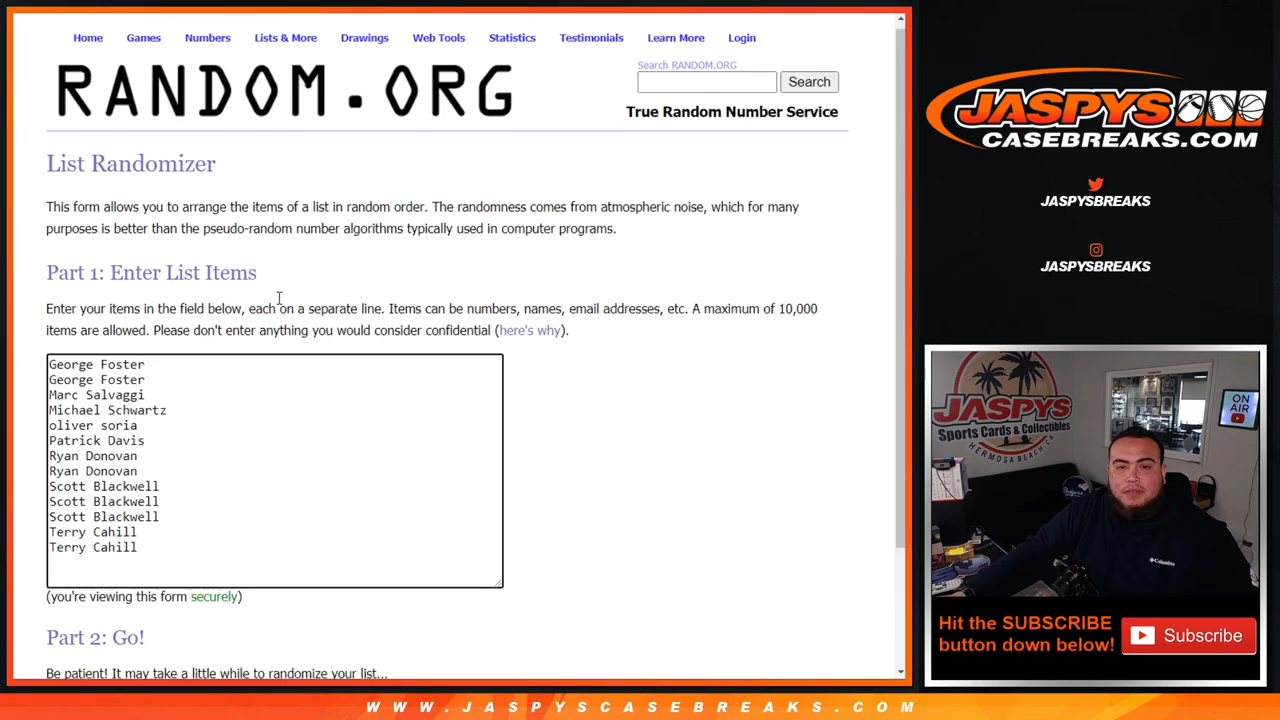 Home Games Numbers Lists & More Drawings Web Tools Statistics Testimonials Learn More Login
RANDOM.ORG
Search RANDOM.ORG
Search
True Random Number Service
List Randomizer
This form allows you to arrange the items of a list in random order. The randomness comes from atmospheric noise, which for many
purposes is better than the pseudo-random number algorithms typically used in computer programs.
Part 1: Enter List Items
Enter your items in the field below, each on a separate line. Items can be numbers, names, email addresses, etc. A maximum of 10,000
items are allowed. Please don't enter anything you would consider confidential (here's why).
George Foster
George Foster
Marc Salvaggi
Michael Schwartz
oliver soria
Patrick Davis
Ryan Donovan
Ryan Donovan
Scott Blackwell
Scott Blackwell
Scott Blackwell
Terry Cahill
Terry Cahill
(you're viewing this form securely)
Part 2: Go!
Be patient! It may take a little while to randomize your list...
JASPYS
CASEBREAKS.COM
JASPYSBREAKS
JASPYSBREAKS
JASPYS
Sports Cards & Collectibles
HERMOSA BEACH, CA
ON
AIR
Columbia
Hit the SUBSCRIBE
button down below!
Subscribe
WWW.JASPYSCASEBREAKS.COM